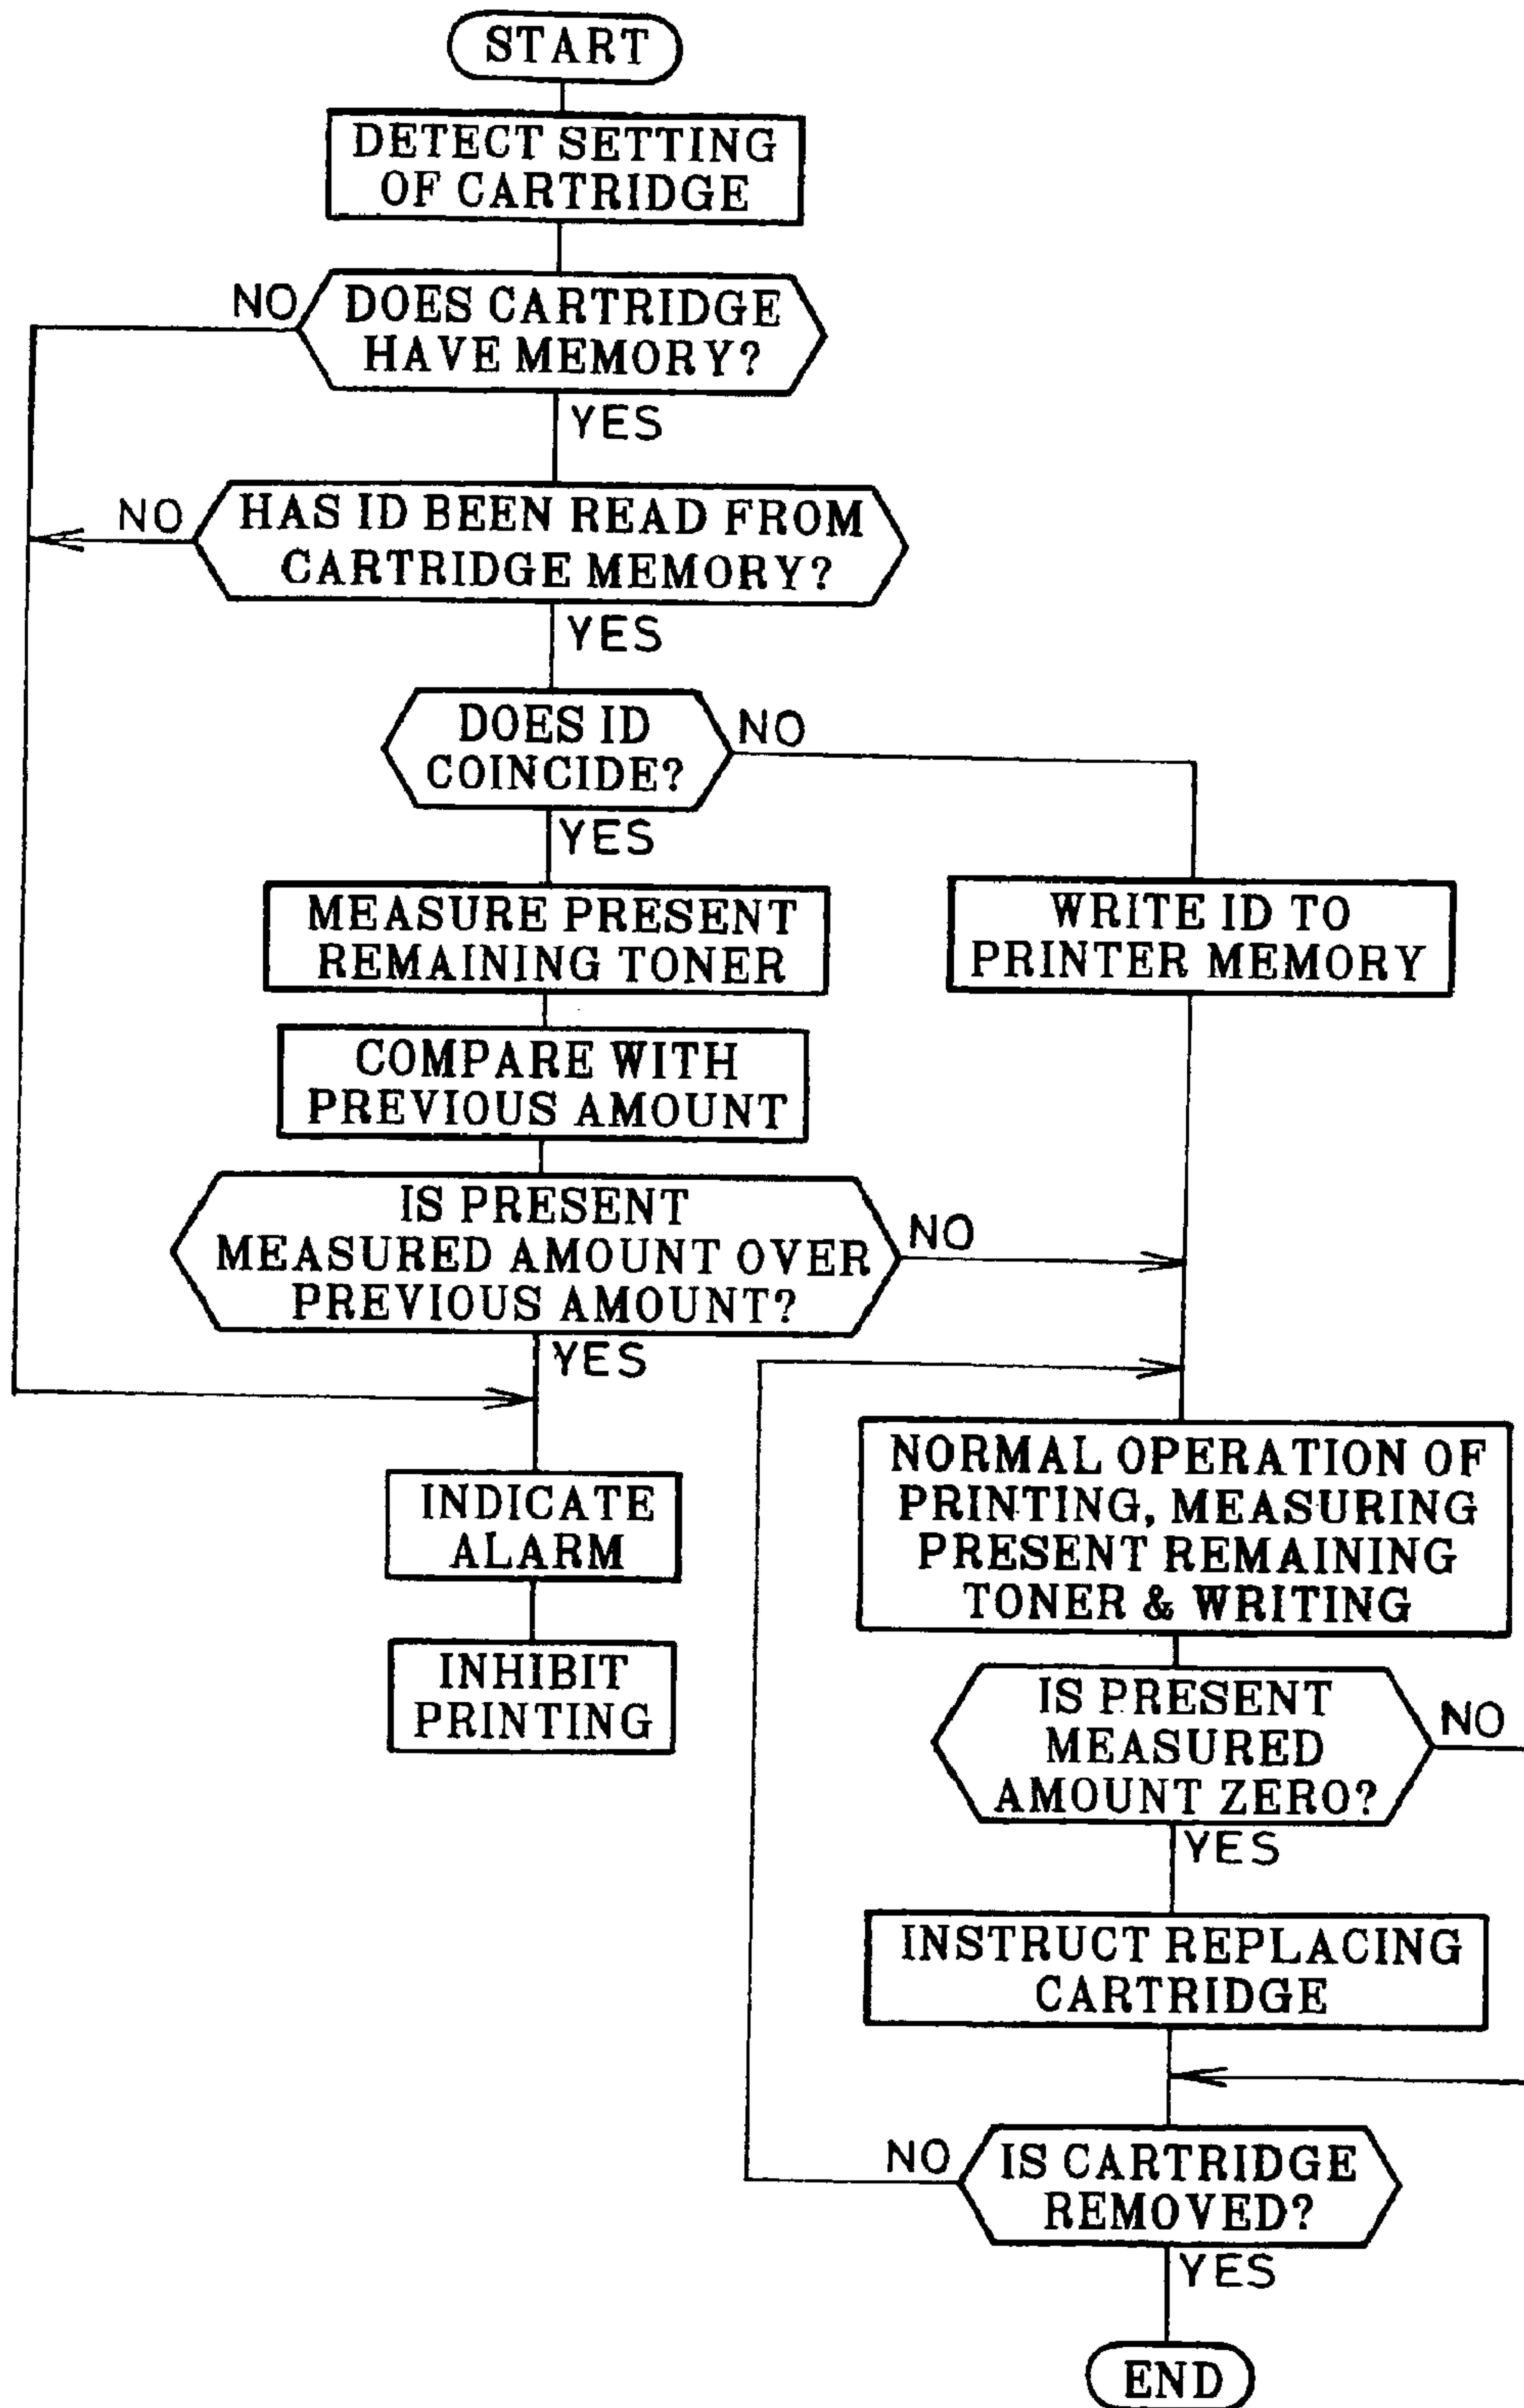 START
DETECT SETTING
OF CARTRIDGE
NO
DOES CARTRIDGE
HAVE MEMORY?
YES
NO
HAS ID BEEN READ FROM
CARTRIDGE MEMORY?
YES
DOES ID
COINCIDE?
NO
YES
MEASURE PRESENT
REMAINING TONER
WRITE ID TO
PRINTER MEMORY
COMPARE WITH
PREVIOUS AMOUNT
IS PRESENT
MEASURED AMOUNT OVER
PREVIOUS AMOUNT?
NO
YES
INDICATE
ALARM
INHIBIT
PRINTING
NORMAL OPERATION OF
PRINTING, MEASURING
PRESENT REMAINING
TONER & WRITING
IS PRESENT
MEASURED
AMOUNT ZERO?
NO
YES
INSTRUCT REPLACING
CARTRIDGE
NO
IS CARTRIDGE
REMOVED?
YES
END